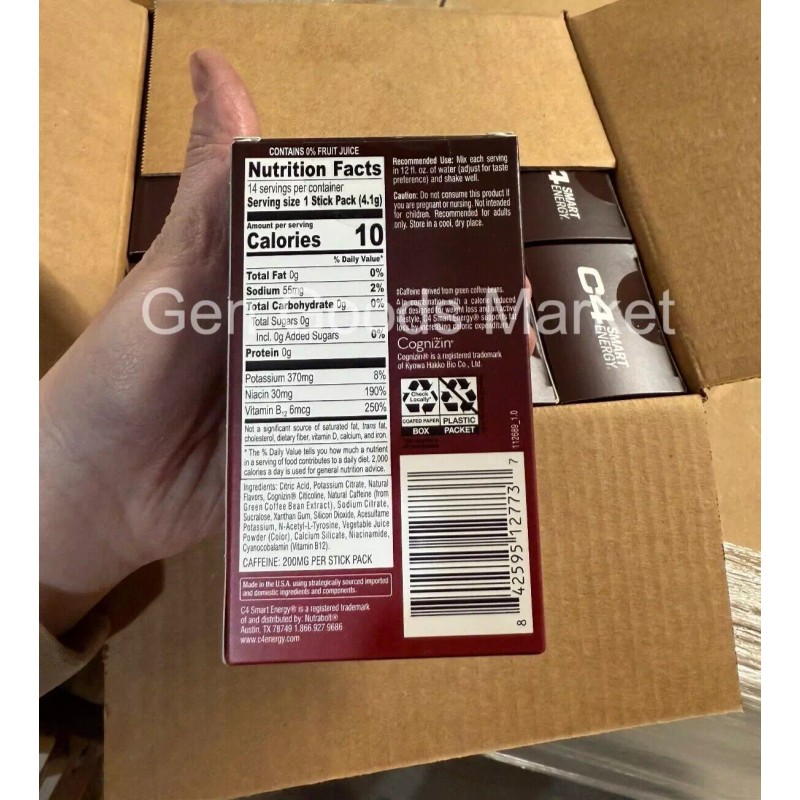 CONTAINS 0% FRUIT JUICE
Nutrition Facts
14 servings per container
Serving size 1 Stick Pack (4.1g)
Amount per serving
Calories 10
% Daily Value*
Total Fat 0g 0%
Sodium 55mg 2%
Total Carbohydrate 0g 0%
Total Sugars 0g
Incl. 0g Added Sugars 0%
Protein 0g
Potassium 370mg 8%
Niacin 30mg 190%
Vitamin B12 6mcg 250%
Not a significant source of saturated fat, trans fat,
cholesterol, dietary fiber, vitamin D, calcium, and iron.
* The % Daily Value tells you how much a nutrient
in a serving of food contributes to a daily diet. 2,000
calories a day is used for general nutrition advice.
Ingredients: Citric Acid, Potassium Citrate, Natural
Flavors, Cognizin® Citicoline, Natural Caffeine (from
Green Coffee Bean Extract), Sodium Citrate,
Sucralose, Xanthan Gum, Silicon Dioxide, Acesulfame
Potassium, N-Acetyl-L-Tyrosine, Vegetable Juice
Powder (Color), Calcium Silicate, Niacinamide,
Cyanocobalamin (Vitamin B12).
CAFFEINE: 200MG PER STICK PACK
Made in the U.S.A. using strategically sourced imported
and domestic ingredients and components.
C4 Smart Energy® is a registered trademark
of and distributed by: Nutrabolt®
Austin, TX 78749 1.866.927.9686
www.c4energy.com
Recommended Use: Mix each serving
in 12 fl. oz. of water (adjust for taste
preference) and shake well.
Caution: Do not consume this product if
you are pregnant or nursing. Not intended
for children. Recommended for adults
only. Store in a cool, dry place.
‡Caffeine derived from green coffee beans.
Cognizin®
Cognizin® is a registered trademark
of Kyowa Hakko Bio Co., Ltd.
Check
Locally*
COATED PAPER PLASTIC
BOX PACKET
112689_1.0
8 42595 12773 7
C4 SMART
ENERGY.
SMART
ENERGY.
Gen Goods Market